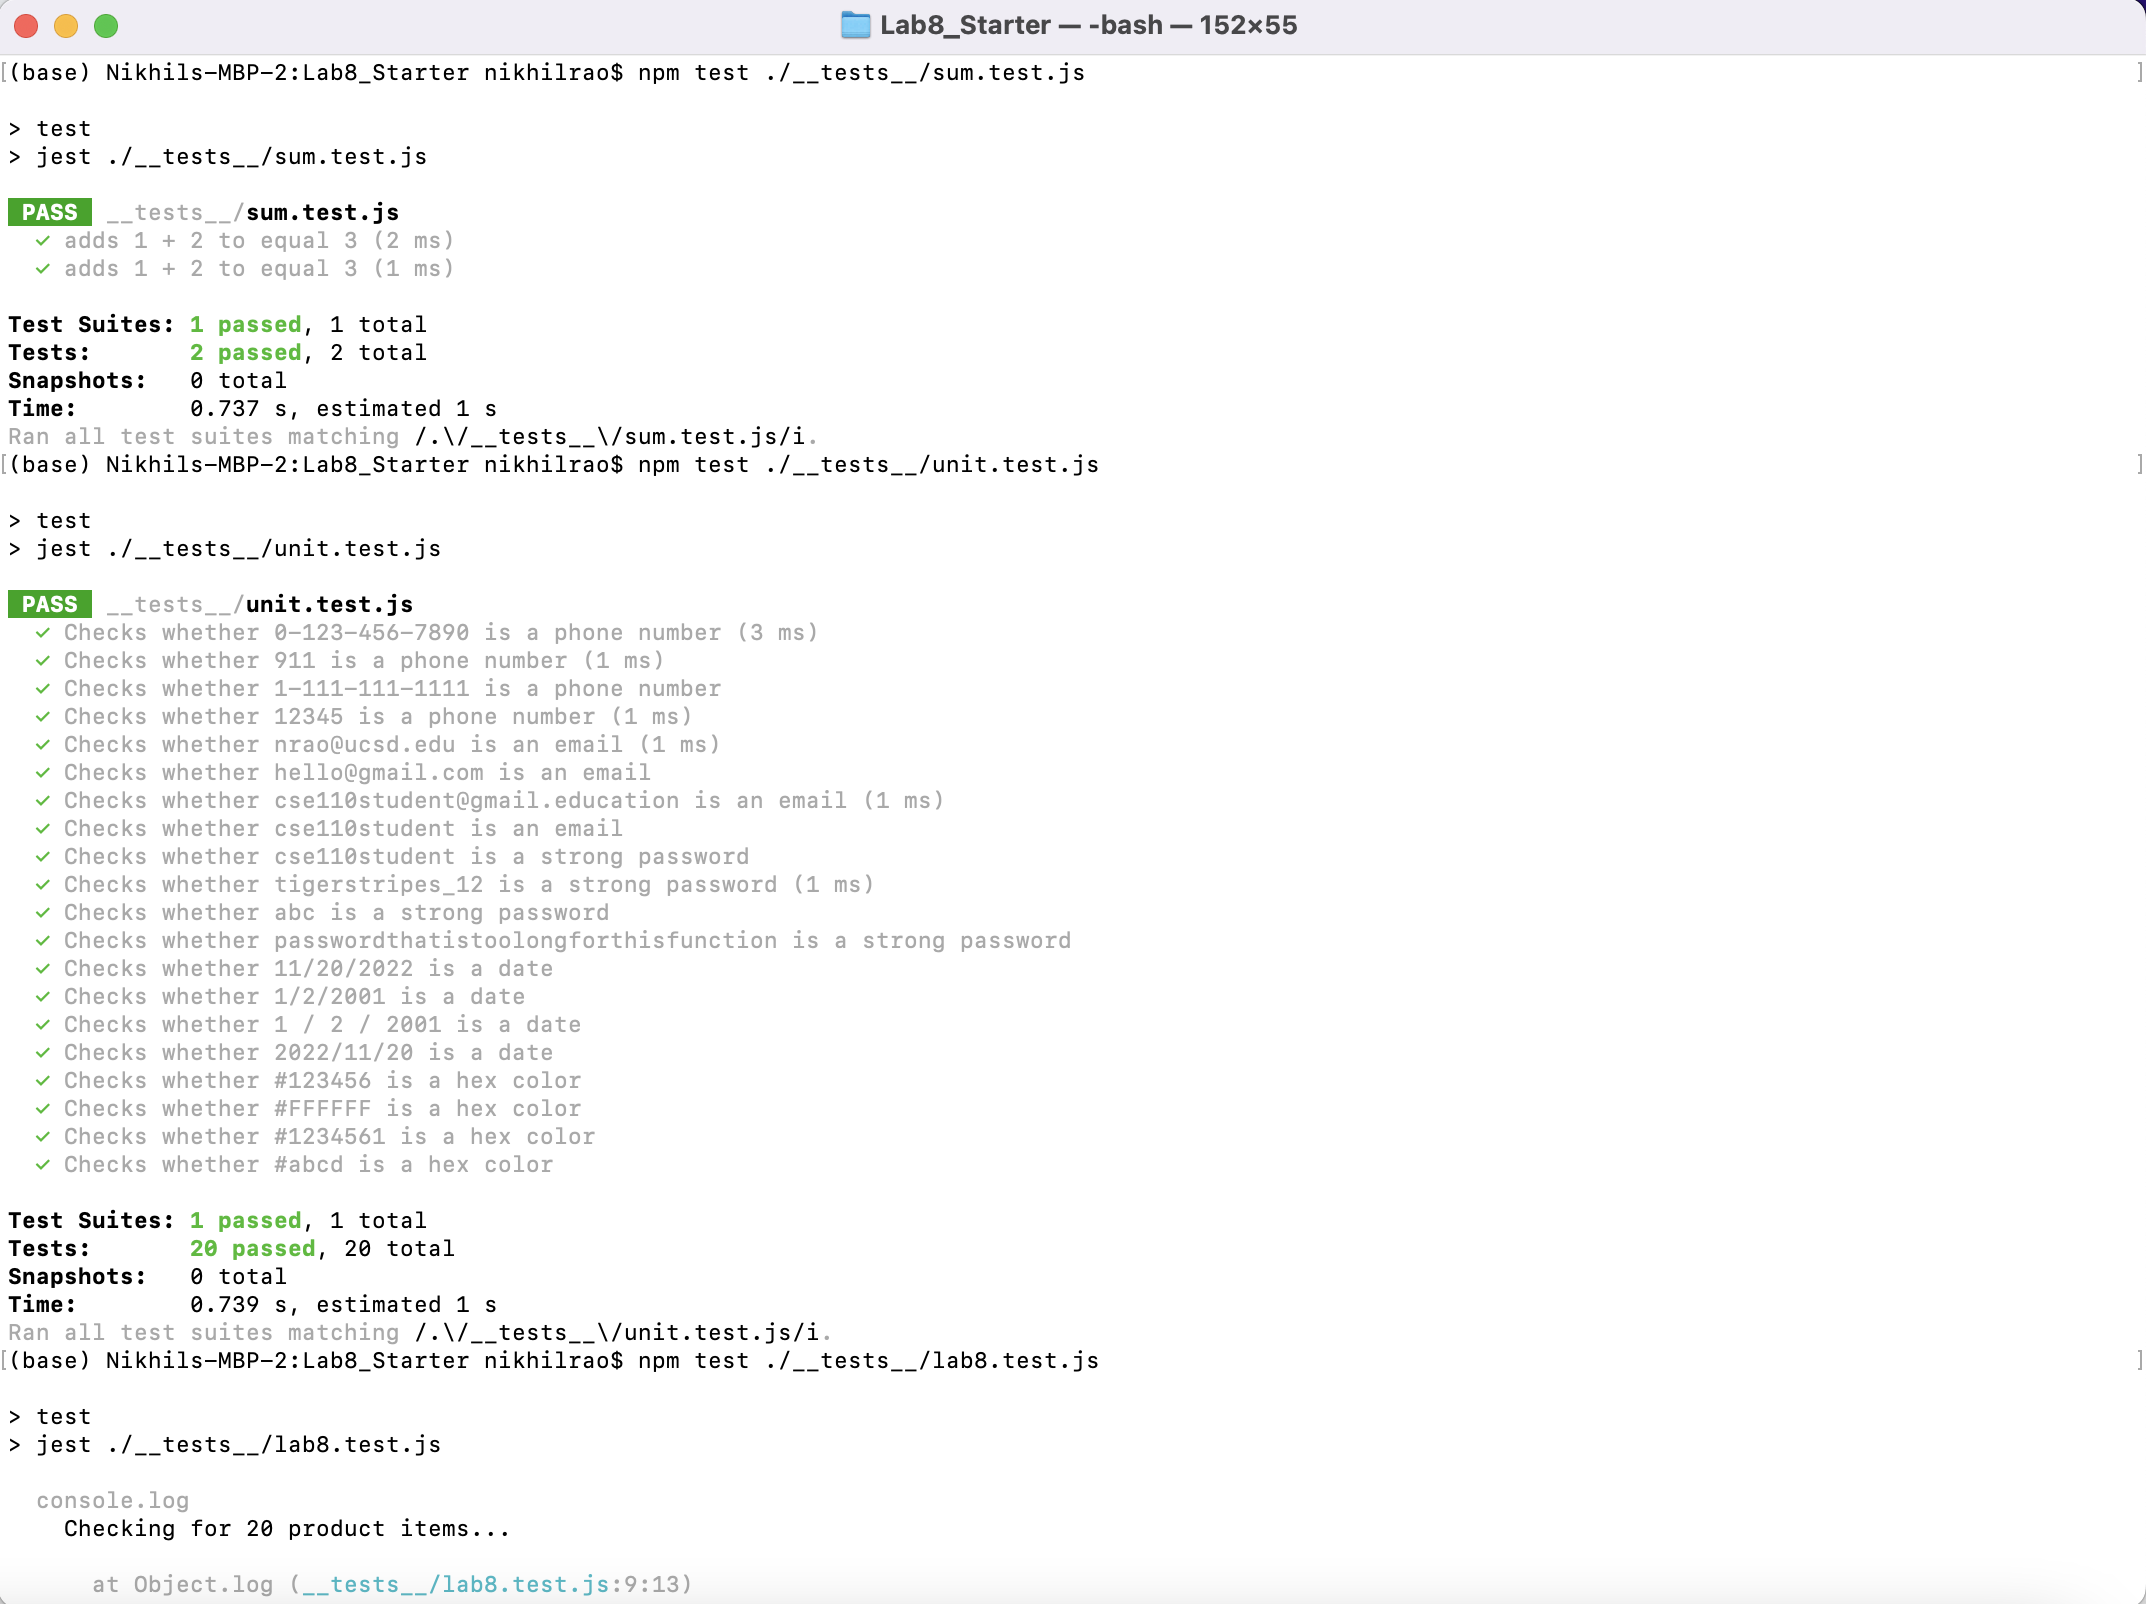 Lab8_Starter — -bash — 152×55
[(base) Nikhils-MBP-2:Lab8_Starter nikhilrao$ npm test ./__tests__/sum.test.js ]
> test
> jest ./__tests__/sum.test.js
PASS __tests__/sum.test.js
✓ adds 1 + 2 to equal 3 (2 ms)
✓ adds 1 + 2 to equal 3 (1 ms)
Test Suites: 1 passed, 1 total
Tests: 2 passed, 2 total
Snapshots: 0 total
Time: 0.737 s, estimated 1 s
Ran all test suites matching /.\/__tests__\/sum.test.js/i.
[(base) Nikhils-MBP-2:Lab8_Starter nikhilrao$ npm test ./__tests__/unit.test.js ]
> test
> jest ./__tests__/unit.test.js
PASS __tests__/unit.test.js
✓ Checks whether 0-123-456-7890 is a phone number (3 ms)
✓ Checks whether 911 is a phone number (1 ms)
✓ Checks whether 1-111-111-1111 is a phone number
✓ Checks whether 12345 is a phone number (1 ms)
✓ Checks whether nrao@ucsd.edu is an email (1 ms)
✓ Checks whether hello@gmail.com is an email
✓ Checks whether cse110student@gmail.education is an email (1 ms)
✓ Checks whether cse110student is an email
✓ Checks whether cse110student is a strong password
✓ Checks whether tigerstripes_12 is a strong password (1 ms)
✓ Checks whether abc is a strong password
✓ Checks whether passwordthatistoolongforthisfunction is a strong password
✓ Checks whether 11/20/2022 is a date
✓ Checks whether 1/2/2001 is a date
✓ Checks whether 1 / 2 / 2001 is a date
✓ Checks whether 2022/11/20 is a date
✓ Checks whether #123456 is a hex color
✓ Checks whether #FFFFFF is a hex color
✓ Checks whether #1234561 is a hex color
✓ Checks whether #abcd is a hex color
Test Suites: 1 passed, 1 total
Tests: 20 passed, 20 total
Snapshots: 0 total
Time: 0.739 s, estimated 1 s
Ran all test suites matching /.\/__tests__\/unit.test.js/i.
[(base) Nikhils-MBP-2:Lab8_Starter nikhilrao$ npm test ./__tests__/lab8.test.js ]
> test
> jest ./__tests__/lab8.test.js
console.log
Checking for 20 product items...
at Object.log (__tests__/lab8.test.js:9:13)